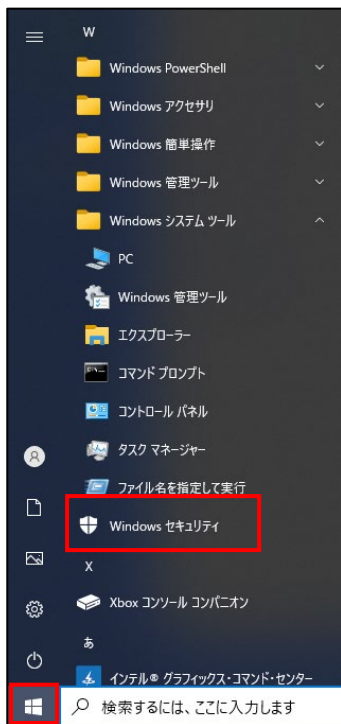 W
Windows PowerShell
Windows アクセサリ
Windows 簡単操作
Windows 管理ツール
Windows システム ツール
PC
Windows 管理ツール
エクスプローラー
コマンド プロンプト
コントロール パネル
タスク マネージャー
ファイル名を指定して実行
Windows セキュリティ
X
Xbox コンソール コンパニオン
あ
インテル® グラフィックス・コマンド・センター
検索するには、ここに入力します